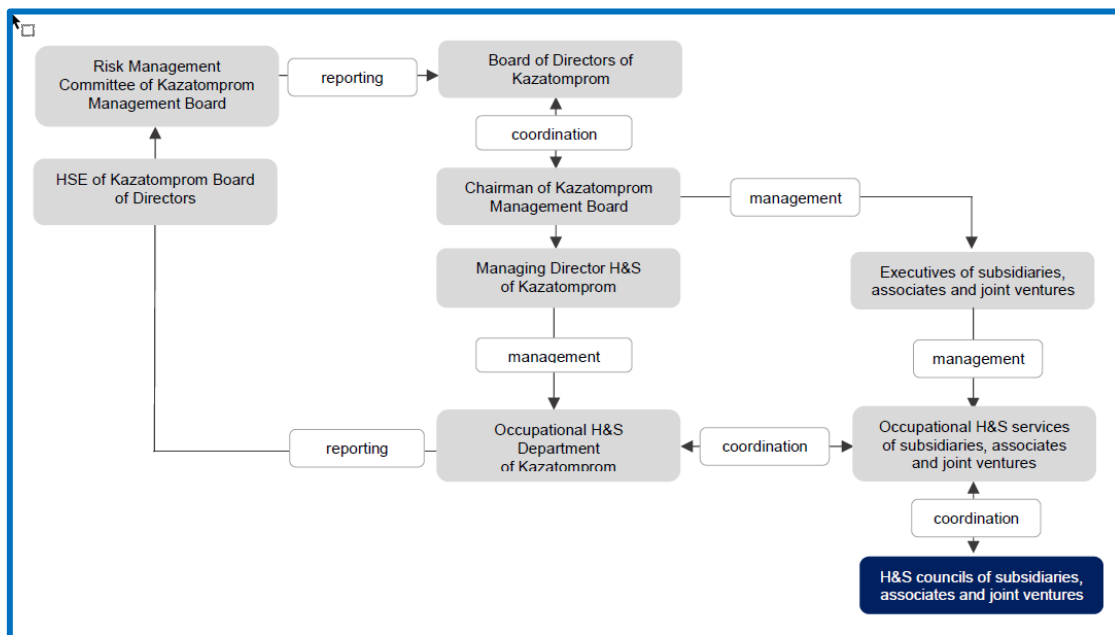 Risk Management
Committee of Kazatomprom
Management Board
reporting
Board of Directors of
Kazatomprom
coordination
HSE of Kazatomprom Board
of Directors
Chairman of Kazatomprom
Management Board
management
Managing Director H&S
of Kazatomprom
Executives of subsidiaries,
associates and joint ventures
management
management
Occupational H&S
Department
of Kazatomprom
reporting
coordination
Occupational H&S services
of subsidiaries, associates
and joint ventures
coordination
H&S councils of subsidiaries,
associates and joint ventures